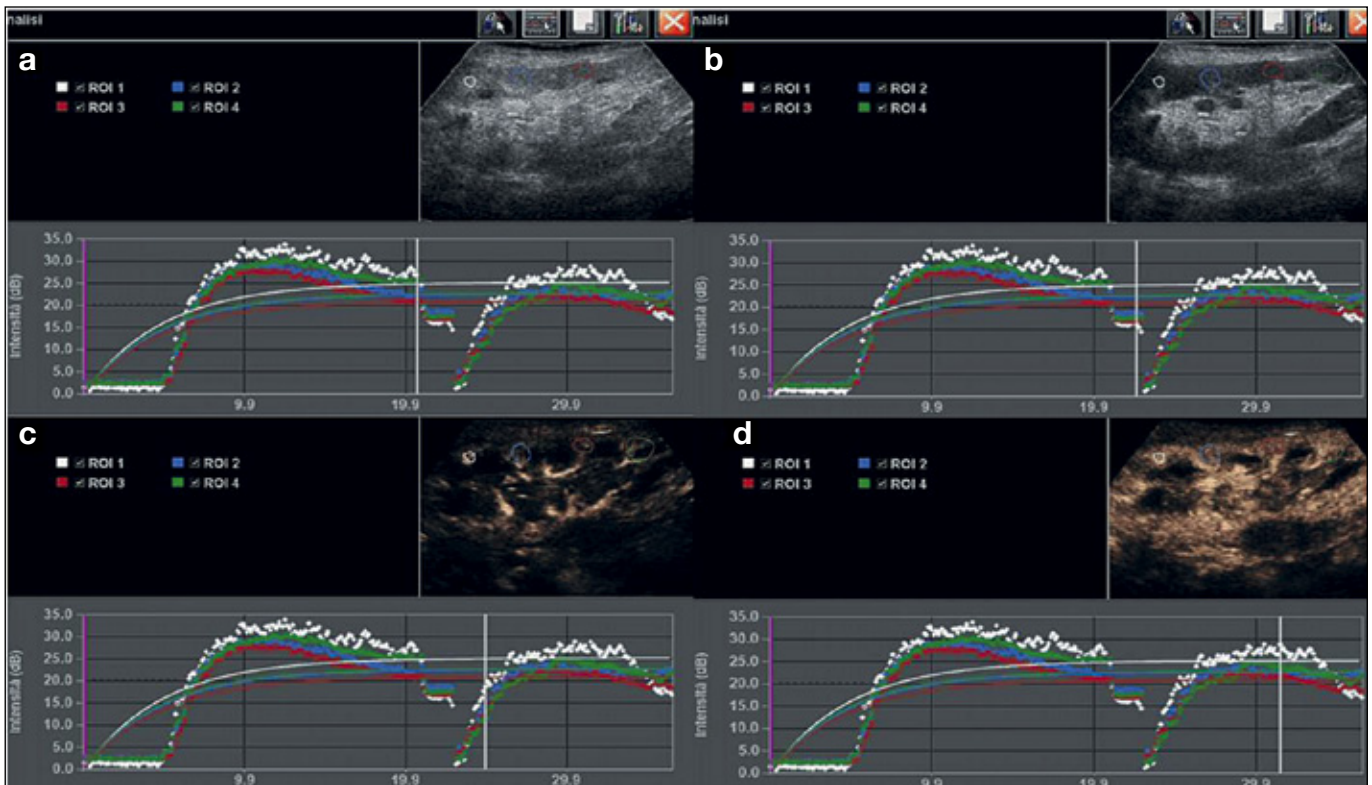 nalisi
nalisi
a
ROI 1
ROI 2
ROI 3
ROI 4
35.0
30.0
25.0
20.0
15.0
10.0
5.0
0.0
Intensità (dB)
9.9
19.9
29.9
b
ROI 1
ROI 2
ROI 3
ROI 4
35.0
30.0
25.0
20.0
15.0
10.0
5.0
0.0
Intensità (dB)
9.9
19.9
29.9
c
ROI 1
ROI 2
ROI 3
ROI 4
35.0
30.0
25.0
20.0
15.0
10.0
5.0
0.0
Intensità (dB)
9.9
19.9
29.9
d
ROI 1
ROI 2
ROI 3
ROI 4
35.0
30.0
25.0
20.0
15.0
10.0
5.0
0.0
Intensità (dB)
9.9
19.9
29.9